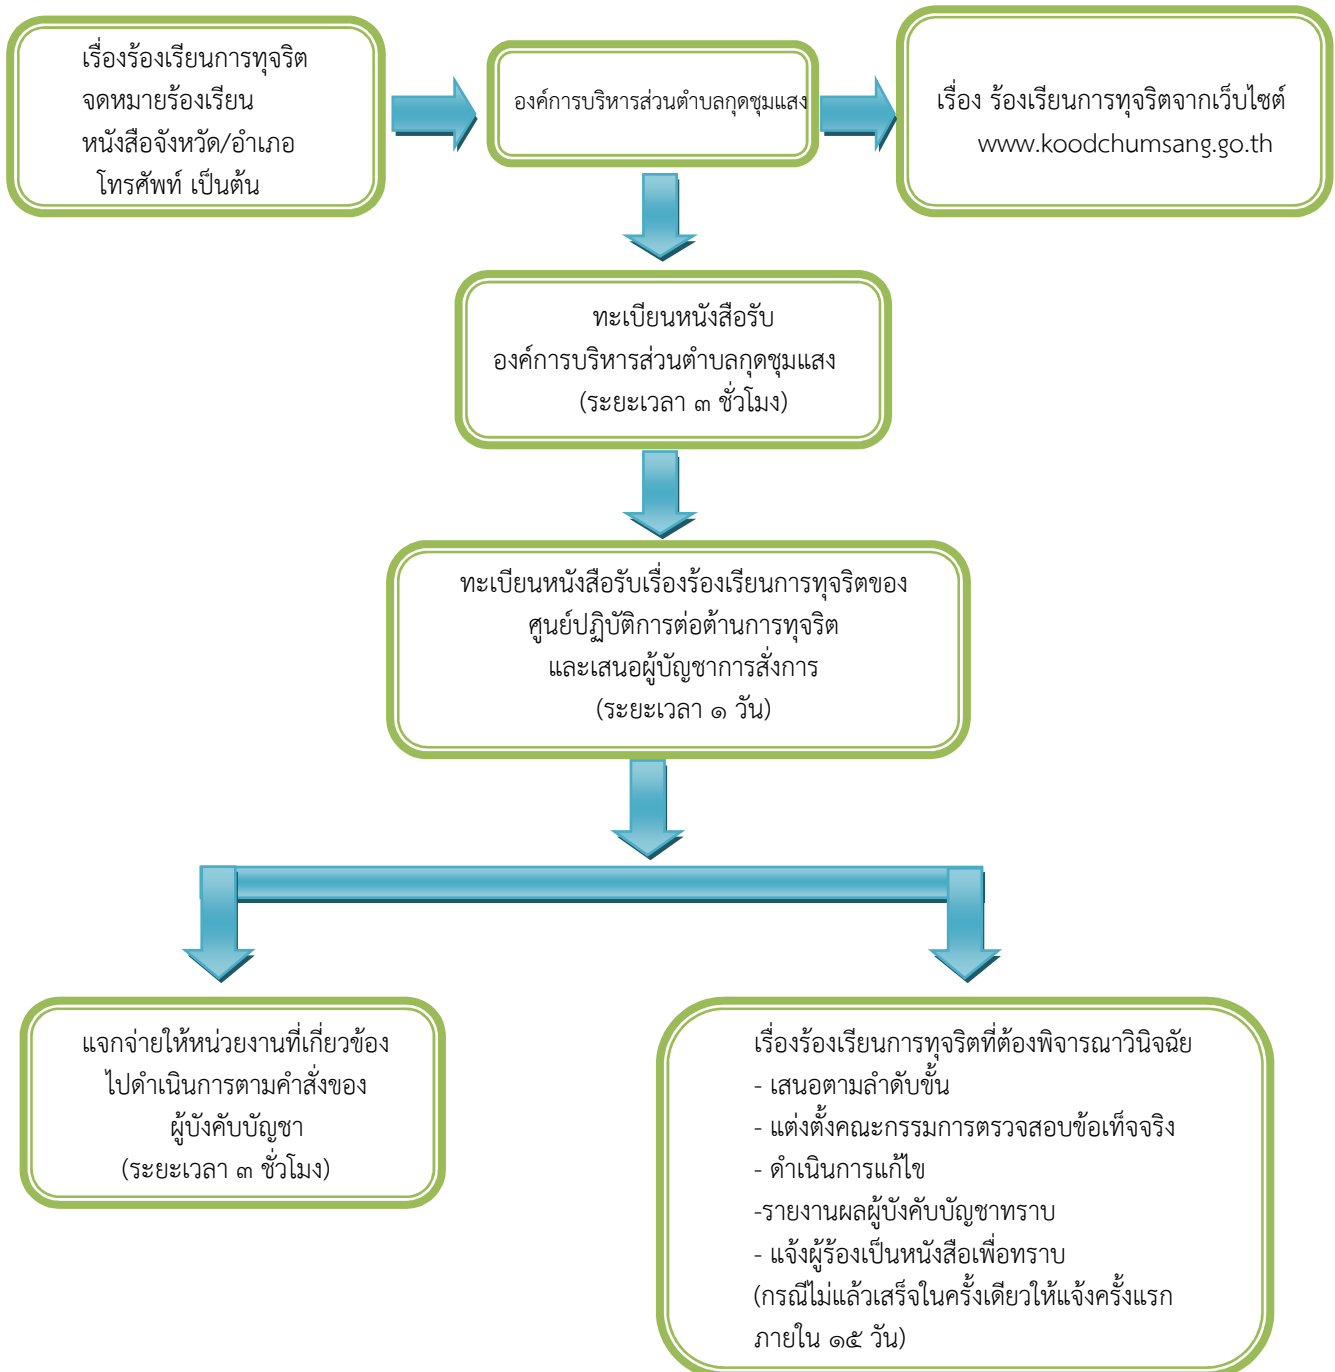 เรื่องร้องเรียนการทุจริต
จดหมายร้องเรียน
หนังสือจังหวัด/อำเภอ
โทรศัพท์ เป็นต้น
องค์การบริหารส่วนตำบลกุดชุมแสง
เรื่อง ร้องเรียนการทุจริตจากเว็บไซต์
www.koodchumsang.go.th
ทะเบียนหนังสือรับ
องค์การบริหารส่วนตำบลกุดชุมแสง
(ระยะเวลา ๓ ชั่วโมง)
ทะเบียนหนังสือรับเรื่องร้องเรียนการทุจริตของ
ศูนย์ปฏิบัติการต่อต้านการทุจริต
และเสนอผู้บัญชาการสั่งการ
(ระยะเวลา ๑ วัน)
แจกจ่ายให้หน่วยงานที่เกี่ยวข้อง
ไปดำเนินการตามคำสั่งของ
ผู้บังคับบัญชา
(ระยะเวลา ๓ ชั่วโมง)
เรื่องร้องเรียนการทุจริตที่ต้องพิจารณาวินิจฉัย
- เสนอตามลำดับขั้น
- แต่งตั้งคณะกรรมการตรวจสอบข้อเท็จจริง
- ดำเนินการแก้ไข
-รายงานผลผู้บังคับบัญชาทราบ
- แจ้งผู้ร้องเป็นหนังสือเพื่อทราบ
(กรณีไม่แล้วเสร็จในครั้งเดียวให้แจ้งครั้งแรก
ภายใน ๑๕ วัน)